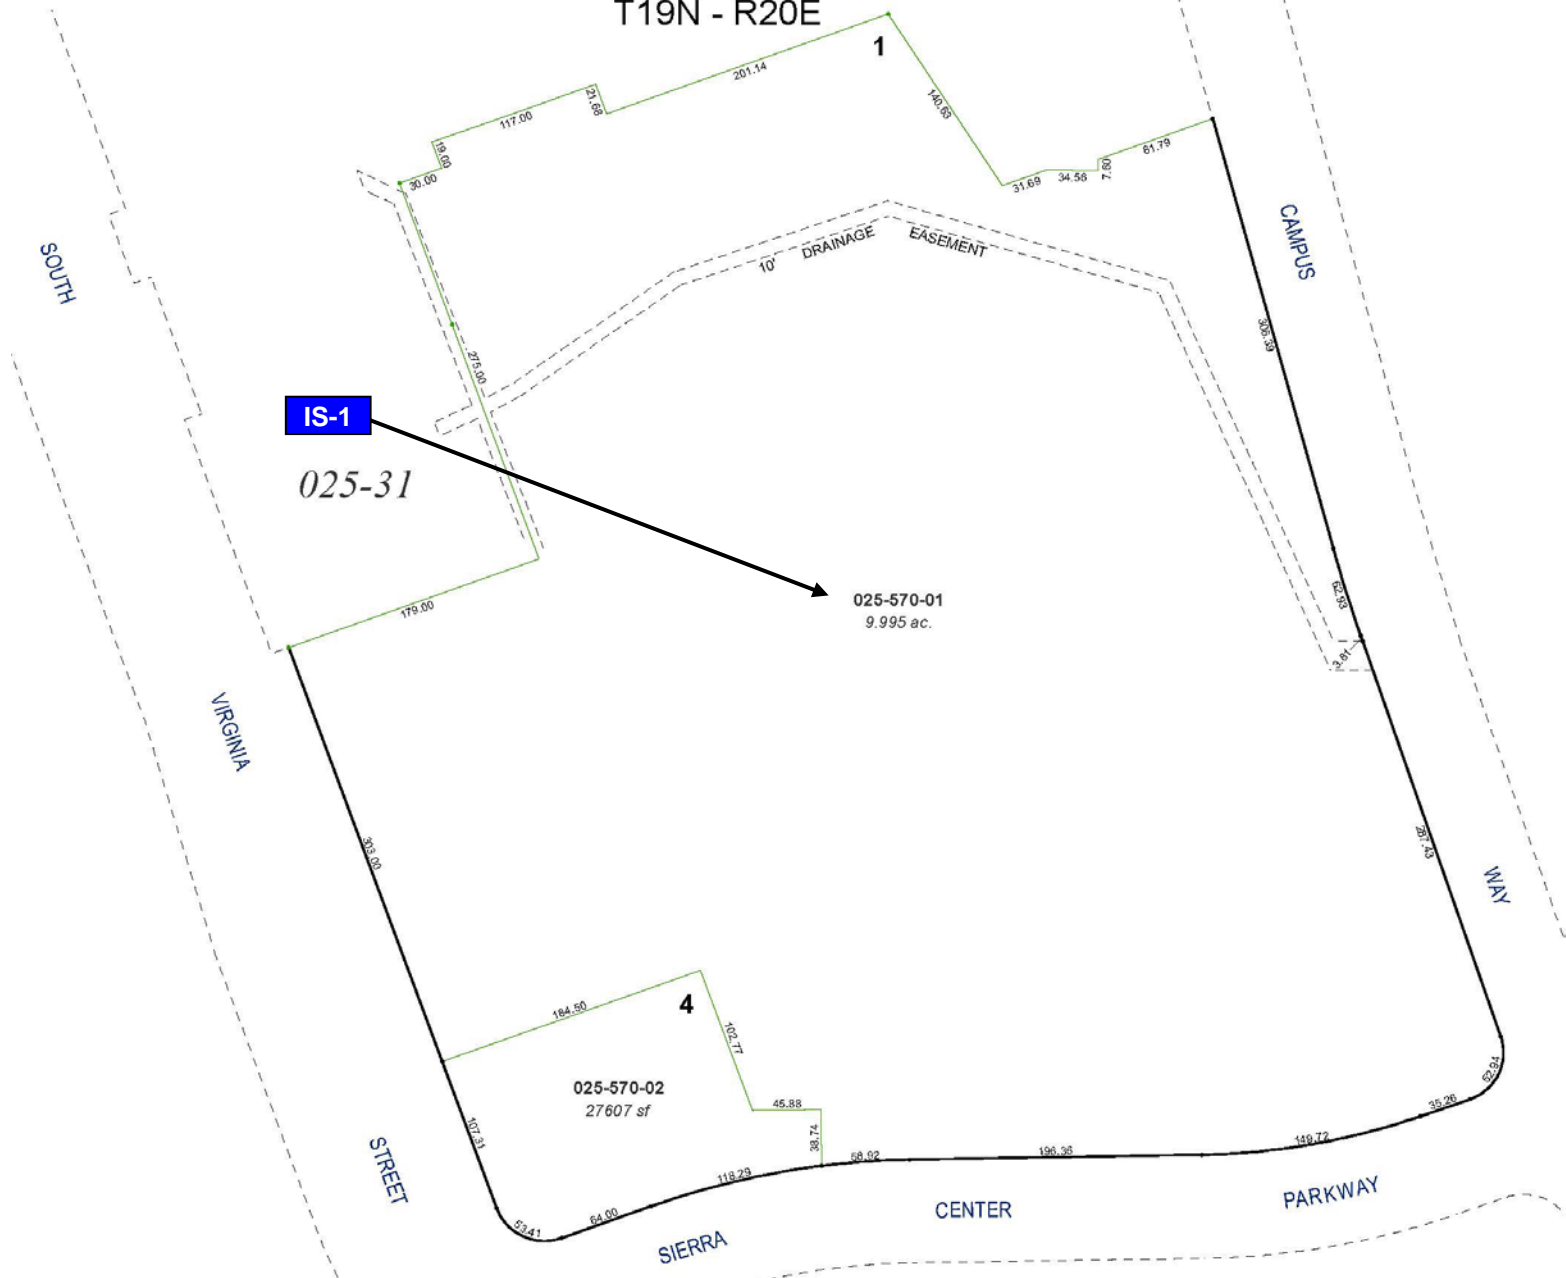 T19N - R20E
1
201.14
21.68
117.00
19.00
30.00
140.63
31.69
34.56
7.60
81.79
10'
DRAINAGE
EASEMENT
CAMPUS
SOUTH
306.39
275.00
IS-1
025-31
179.00
025-570-01
9.995 ac.
62.93
3.81
VIRGINIA
303.00
287.43
WAY
184.50
4
102.77
025-570-02
27607 sf
45.88
38.74
107.31
52.94
35.26
149.72
196.36
58.92
118.29
64.00
53.41
STREET
SIERRA
CENTER
PARKWAY